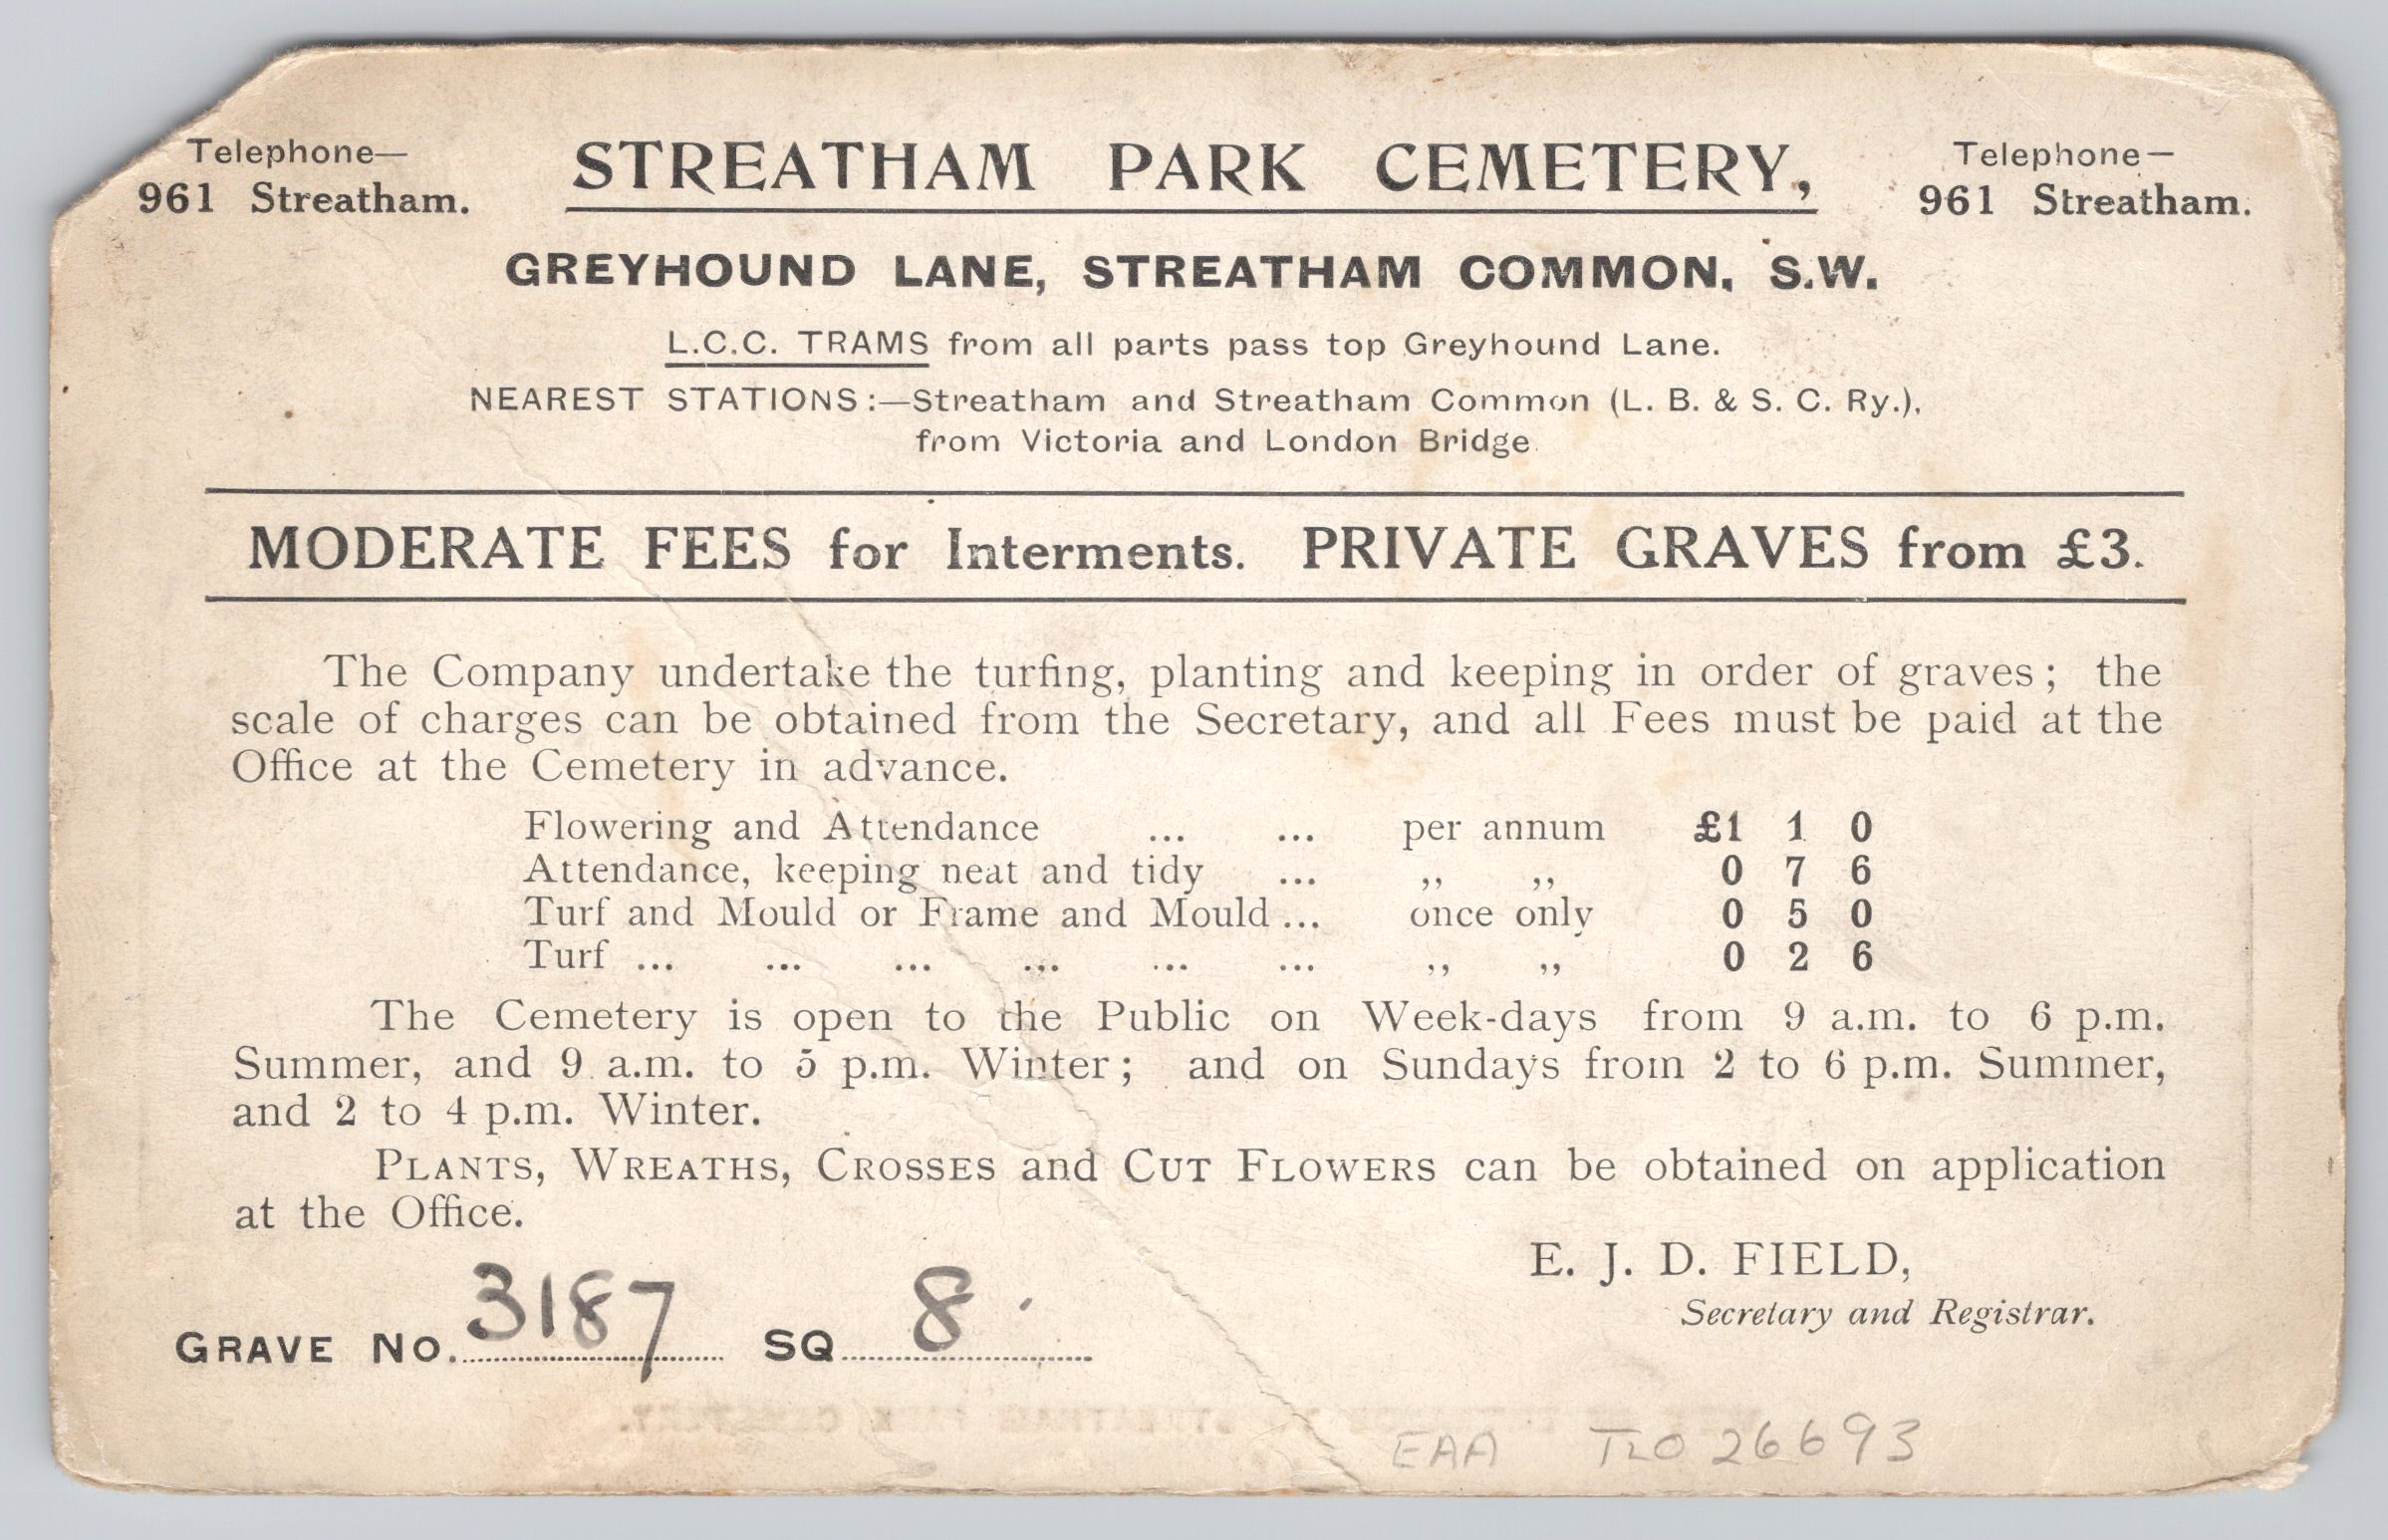 Telephone—
961 Streatham.
STREATHAM PARK CEMETERY,
Telephone—
961 Streatham.
GREYHOUND LANE, STREATHAM COMMON, S.W.
L.C.C. TRAMS from all parts pass top Greyhound Lane.
NEAREST STATIONS:—Streatham and Streatham Common (L. B. & S. C. Ry.),
from Victoria and London Bridge.
MODERATE FEES for Interments. PRIVATE GRAVES from £3.
The Company undertake the turfing, planting and keeping in order of graves; the
scale of charges can be obtained from the Secretary, and all Fees must be paid at the
Office at the Cemetery in advance.
Flowering and Attendance ... ... per annum £1 1 0
Attendance, keeping neat and tidy ... ,, ,, 0 7 6
Turf and Mould or Frame and Mould ... once only 0 5 0
Turf ... ... ... ... ... ... ,, ,, 0 2 6
The Cemetery is open to the Public on Week-days from 9 a.m. to 6 p.m.
Summer, and 9 a.m. to 5 p.m. Winter; and on Sundays from 2 to 6 p.m. Summer,
and 2 to 4 p.m. Winter.
PLANTS, WREATHS, CROSSES and CUT FLOWERS can be obtained on application
at the Office.
E. J. D. FIELD,
Secretary and Registrar.
GRAVE No. 3187 SQ 8
EAA TLO 26693